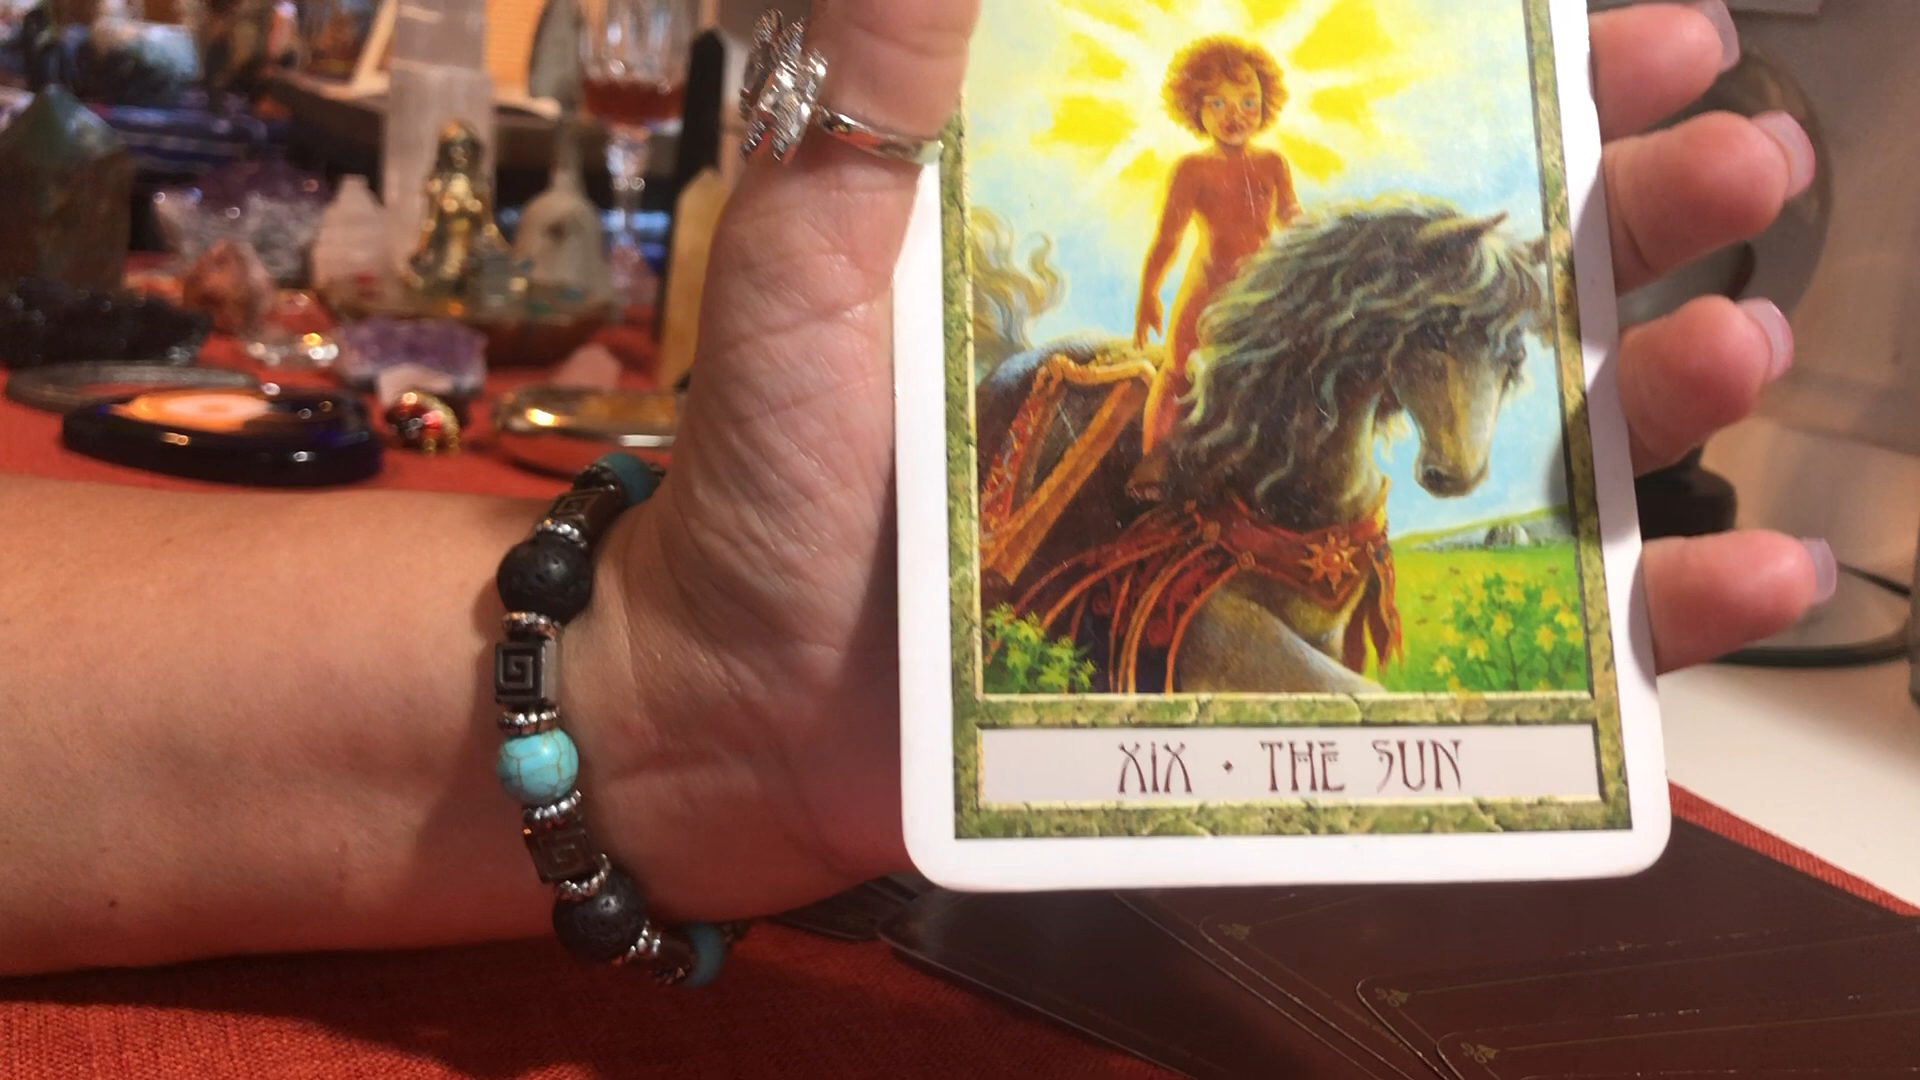 XIX • THE SUN